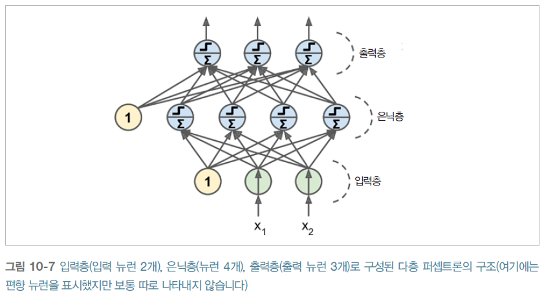 Σ Σ Σ 출력층
1 Σ Σ Σ Σ 은닉층
1 입력층
x1 x2
그림 10-7 입력층(입력 뉴런 2개), 은닉층(뉴런 4개), 출력층(출력 뉴런 3개)로 구성된 다층 퍼셉트론의 구조(여기에는
편향 뉴런을 표시했지만 보통 따로 나타내지 않습니다)